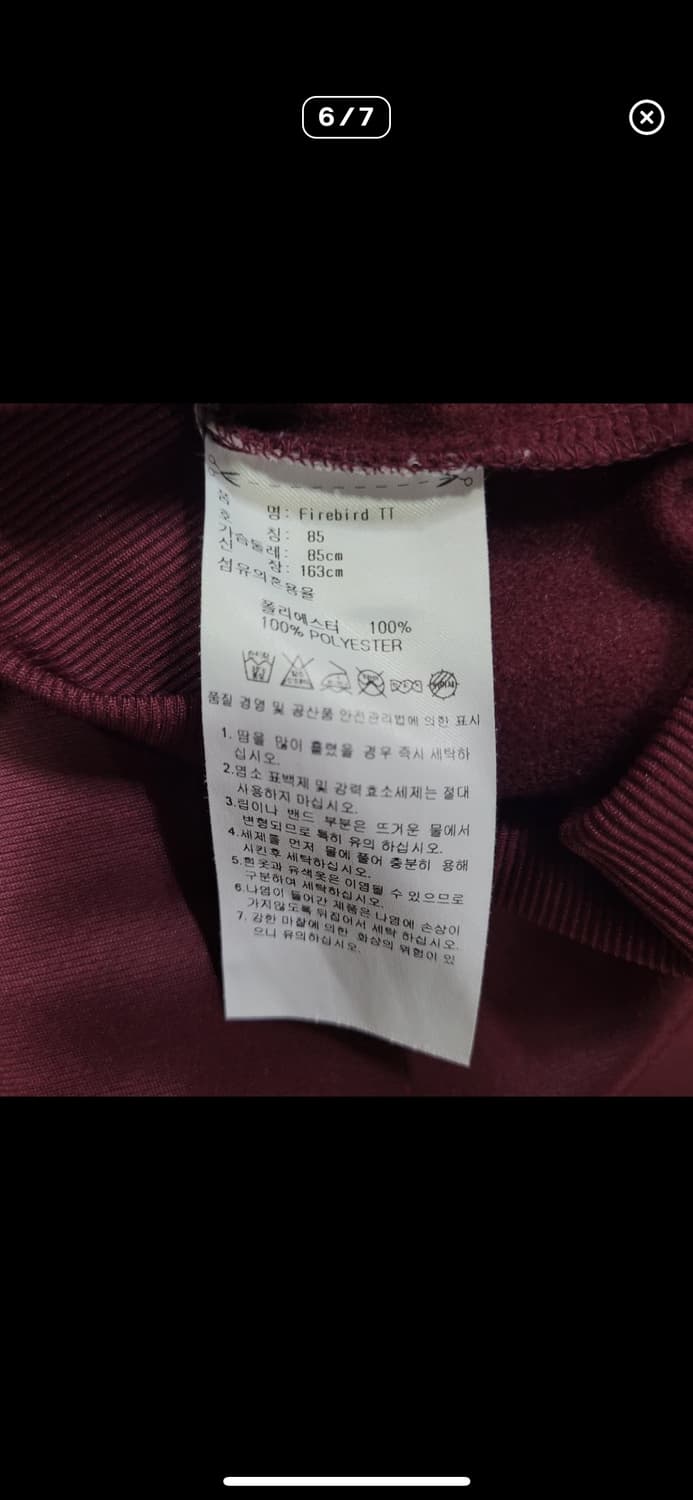 6/7
품 명: Firebird TT
호 칭: 85
가슴둘레: 85cm
신 장: 163cm
섬유의혼용율
폴리에스터 100%
100% POLYESTER
품질 경영 및 공산품 안전관리법에 의한 표시
1. 땀을 많이 흘렸을 경우 즉시 세탁하
십시오.
2.염소 표백제 및 강력효소세제는 절대
사용하지 마십시오.
3.립이나 밴드 부분은 뜨거운 물에서
변형되므로 특히 유의 하십시오.
4.세제를 먼저 물에 풀어 충분히 용해
시킨후 세탁하십시오.
5.흰옷과 유색옷은 이염될 수 있으므로
구분하여 세탁하십시오.
6.나염이 들어간 제품은 나염에 손상이
가지않도록 뒤집어서 세탁 하십시오.
7. 강한 마찰에 의한 화상의 위험이 있
으니 유의하십시오.